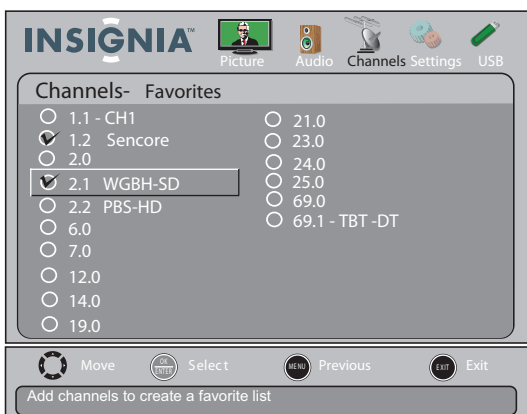 INSIGNIA™
Picture Audio Channels Settings USB
Channels- Favorites
1.1 - CH1
1.2 Sencore
2.0
2.1 WGBH-SD
2.2 PBS-HD
6.0
7.0
12.0
14.0
19.0
21.0
23.0
24.0
25.0
69.0
69.1 - TBT -DT
Move OK ENTER Select MENU Previous EXIT Exit
Add channels to create a favorite list